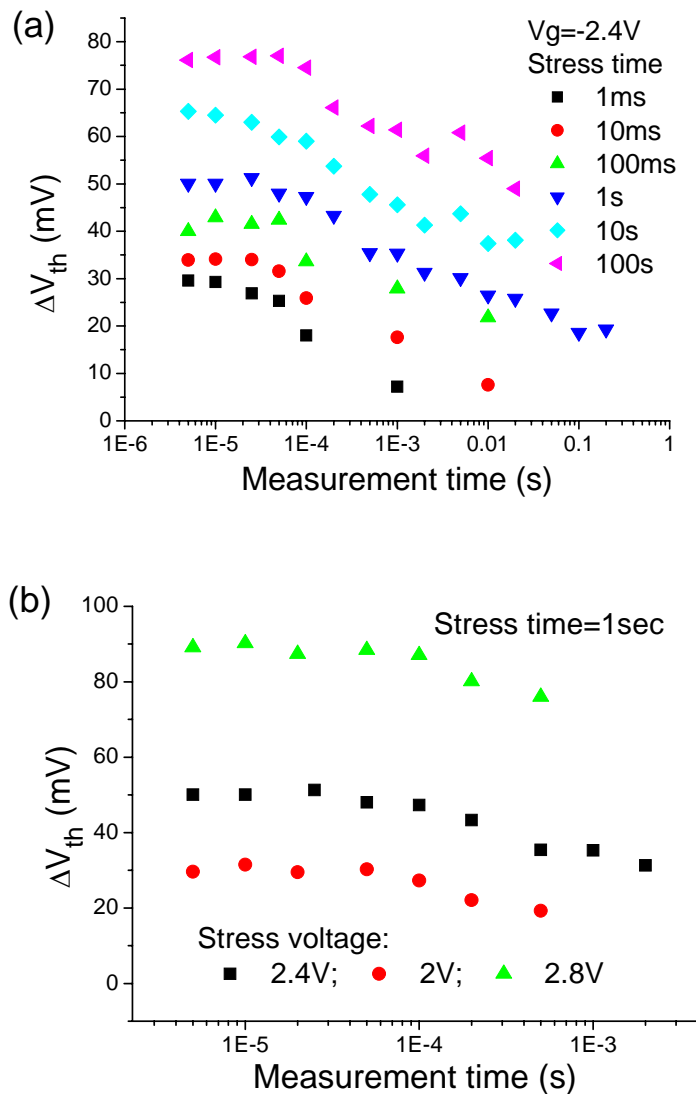 (a)
Vg=-2.4V
Stress time
1ms
10ms
100ms
1s
10s
100s
80
70
60
50
40
30
20
10
0
ΔVth (mV)
1E-6 1E-5 1E-4 1E-3 0.01 0.1 1
Measurement time (s)
(b)
Stress time=1sec
100
80
60
40
20
0
ΔVth (mV)
Stress voltage:
2.4V; 2V; 2.8V
1E-5 1E-4 1E-3
Measurement time (s)